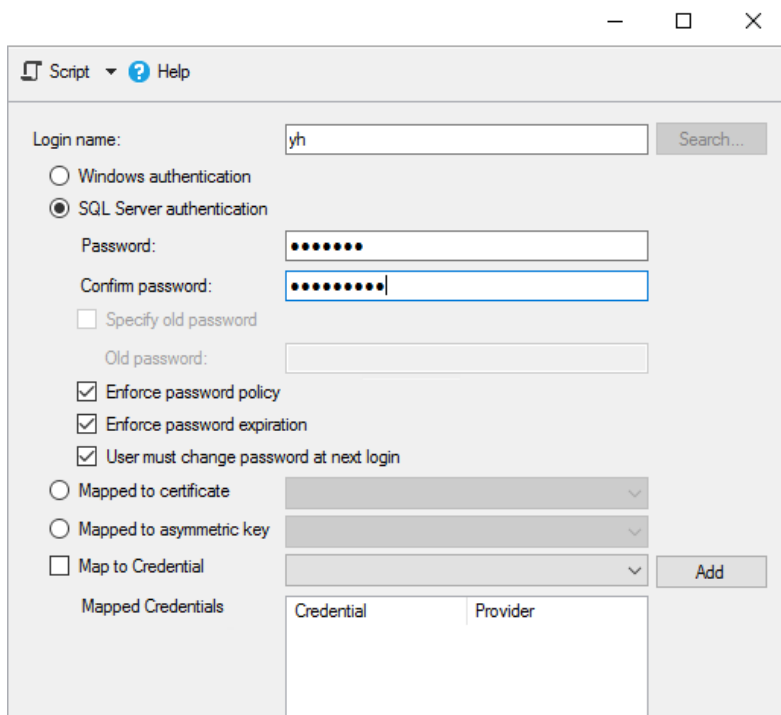 Script Help
Login name: yh Search...
Windows authentication
SQL Server authentication
Password: ●●●●●●●
Confirm password: ●●●●●●●●●
Specify old password
Old password:
Enforce password policy
Enforce password expiration
User must change password at next login
Mapped to certificate
Mapped to asymmetric key
Map to Credential Add
Mapped Credentials Credential Provider